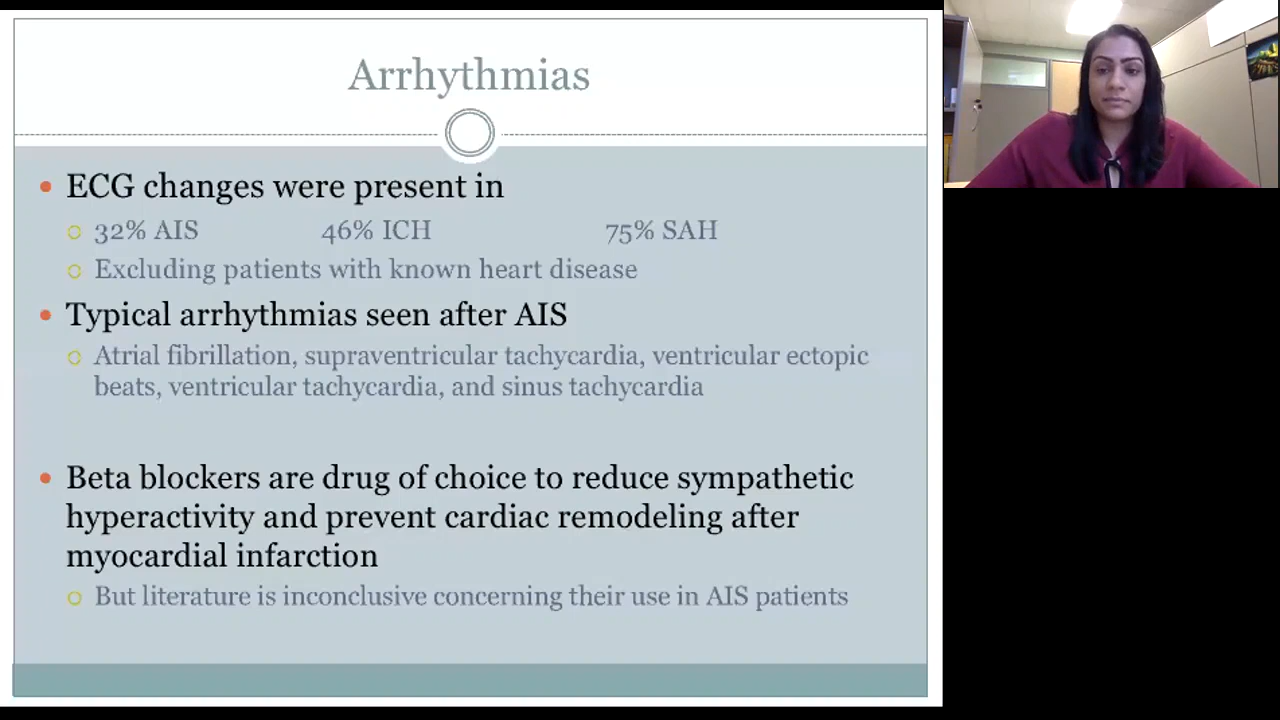 Arrhythmias
ECG changes were present in
32% AIS 46% ICH 75% SAH
Excluding patients with known heart disease
Typical arrhythmias seen after AIS
Atrial fibrillation, supraventricular tachycardia, ventricular ectopic
beats, ventricular tachycardia, and sinus tachycardia
Beta blockers are drug of choice to reduce sympathetic
hyperactivity and prevent cardiac remodeling after
myocardial infarction
But literature is inconclusive concerning their use in AIS patients